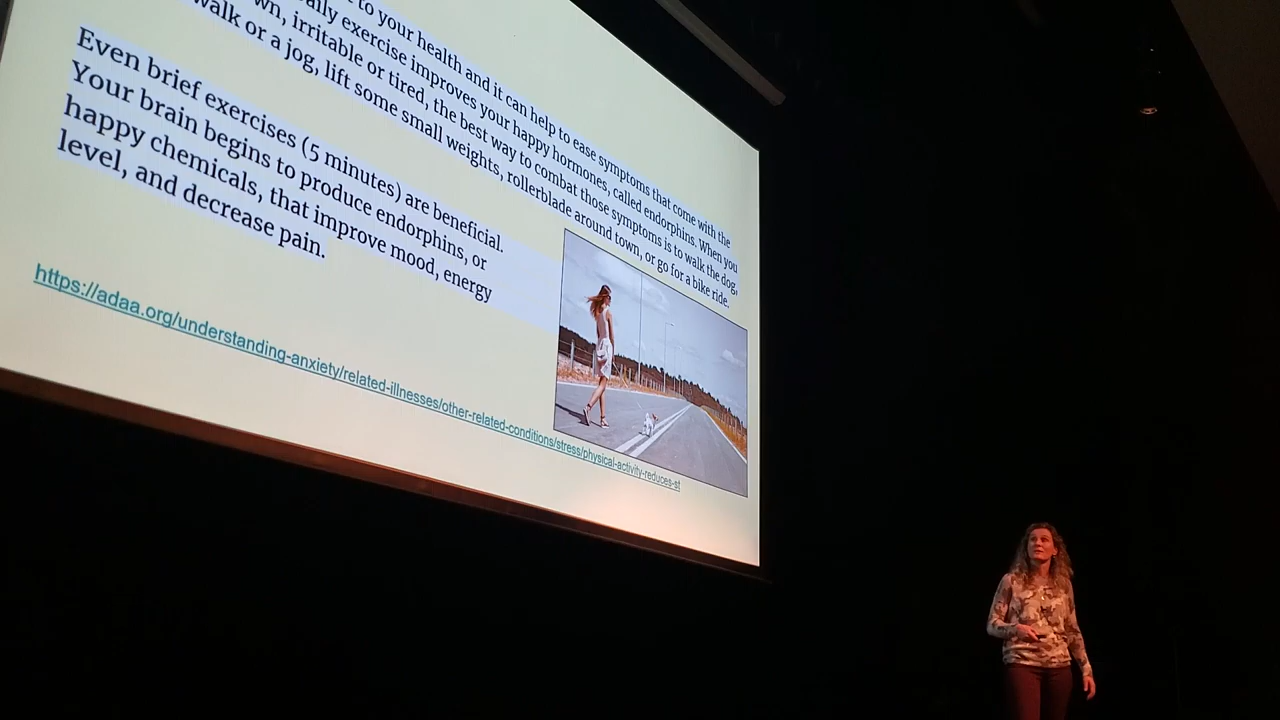 to your health and it can help to ease symptoms that come with the
daily exercise improves your happy hormones, called endorphins. When you
irritable or tired, the best way to combat those symptoms is to walk the dog,
walk or a jog, lift some small weights, rollerblade around town, or go for a bike ride.
Even brief exercises (5 minutes) are beneficial.
Your brain begins to produce endorphins, or
happy chemicals, that improve mood, energy
level, and decrease pain.
https://adaa.org/understanding-anxiety/related-illnesses/other-related-conditions/stress/physical-activity-reduces-st